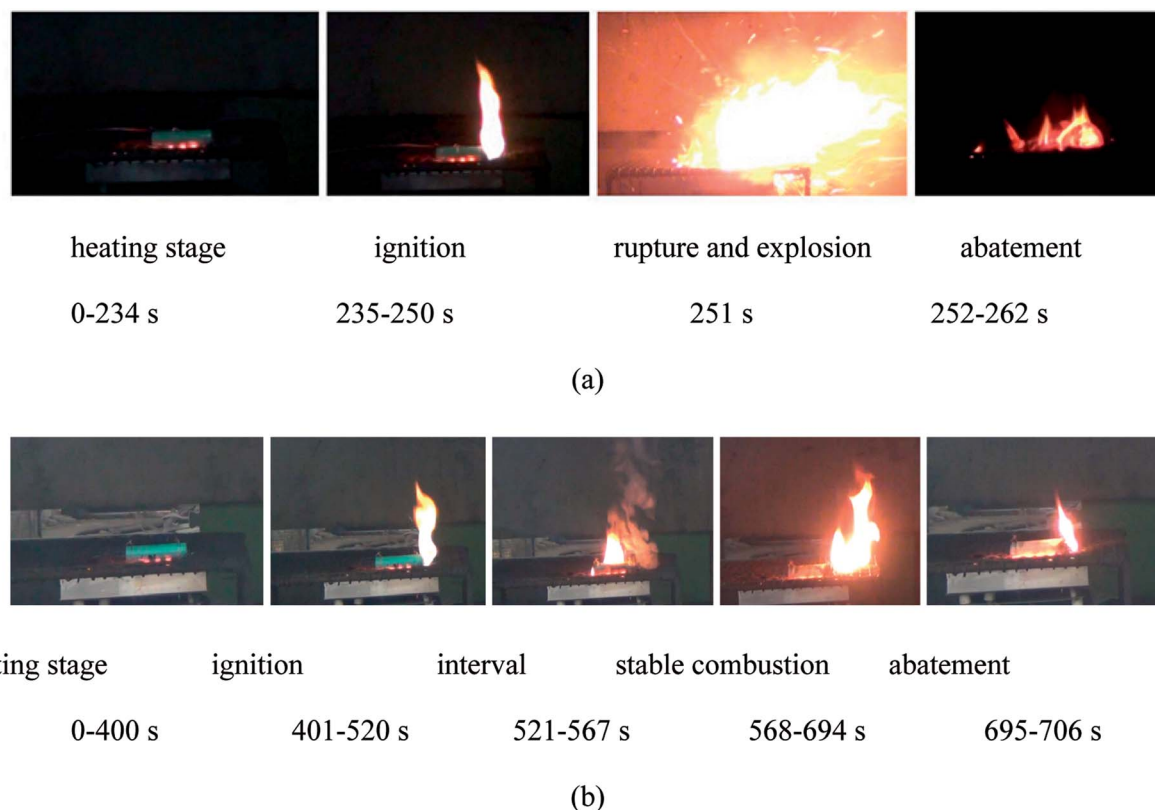 heating stage ignition rupture and explosion abatement
0-234 s 235-250 s 251 s 252-262 s
(a)
ting stage ignition interval stable combustion abatement
0-400 s 401-520 s 521-567 s 568-694 s 695-706 s
(b)